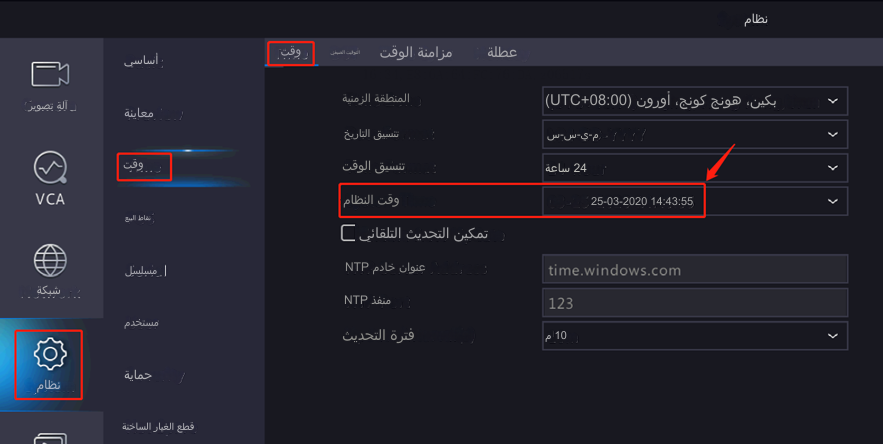 نظام
وقت
التوقيت الصيفي
مزامنة الوقت
عطلة
آلة تصوير
VCA
شبكة
نظام
أساسي
معاينة
وقت
نقاط البيع
مسلسل
مستخدم
حماية
قطع الغيار الساخنة
المنطقة الزمنية
بكين، هونج كونج، أورون (UTC+08:00)
تنسيق التاريخ
م-ي-س-س
تنسيق الوقت
24 ساعة
وقت النظام
25-03-2020 14:43:55
تمكين التحديث التلقائي
عنوان خادم NTP
time.windows.com
منفذ NTP
123
فترة التحديث
10 م